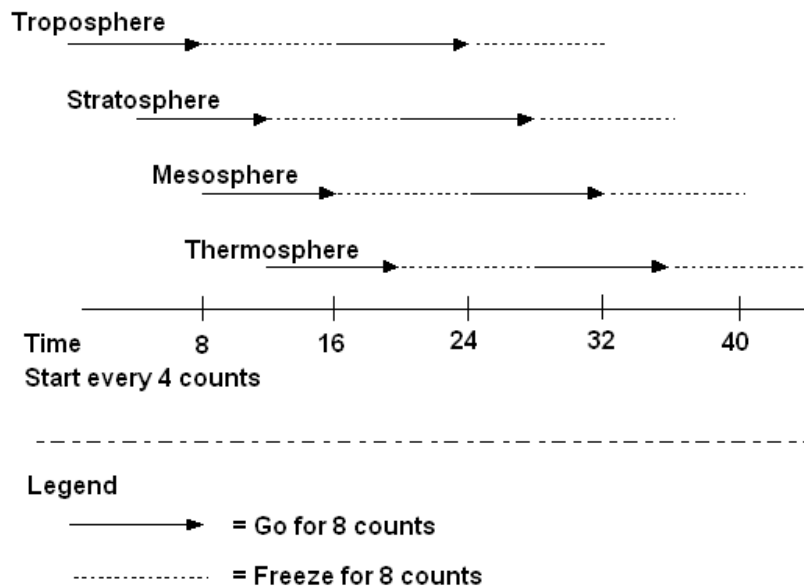 Troposphere
Stratosphere
Mesosphere
Thermosphere
8 16 24 32 40
Time
Start every 4 counts
Legend
= Go for 8 counts
= Freeze for 8 counts